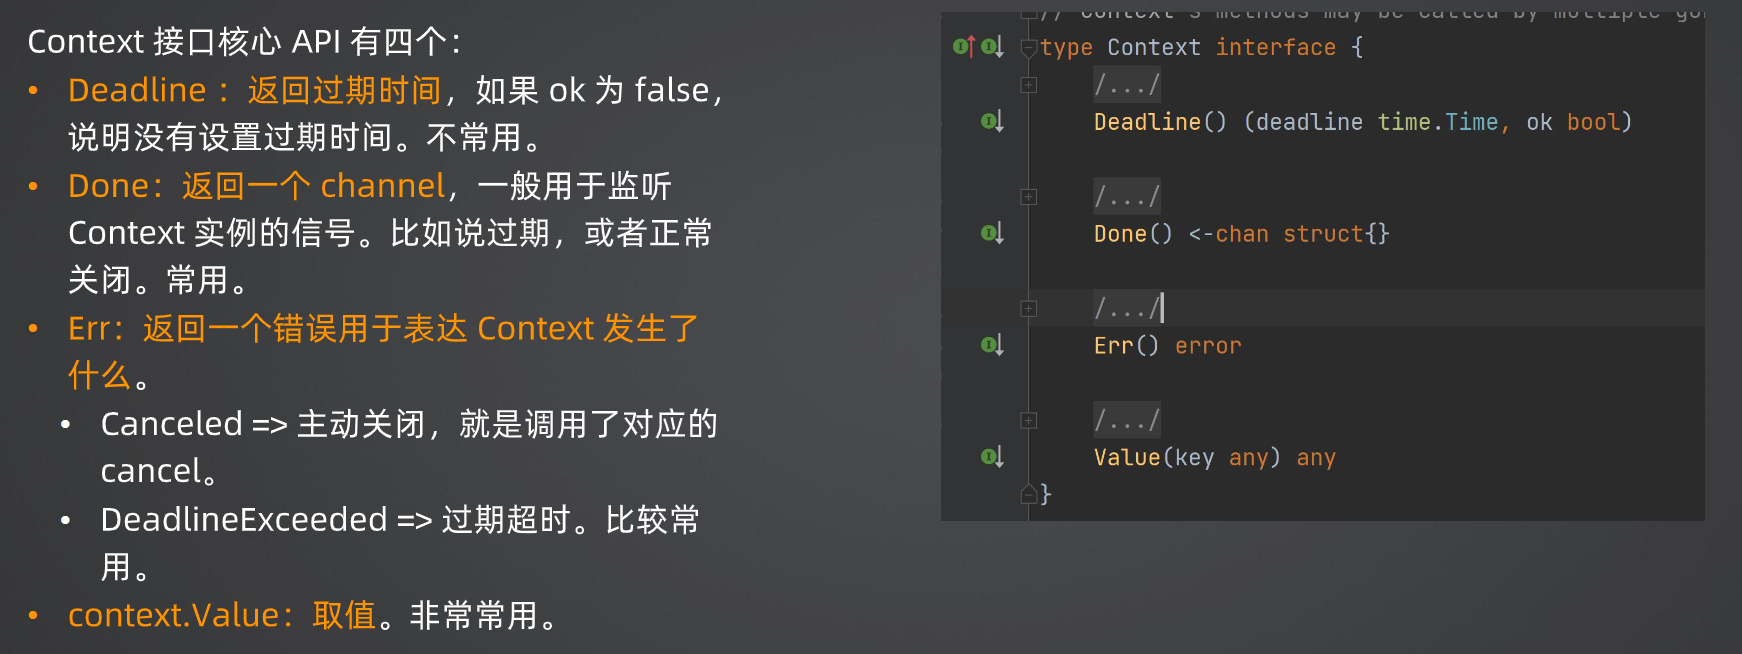 Context 接口核心 API 有四个：
• Deadline ：返回过期时间，如果 ok 为 false，
说明没有设置过期时间。不常用。
• Done：返回一个 channel，一般用于监听
Context 实例的信号。比如说过期，或者正常
关闭。常用。
• Err：返回一个错误用于表达 Context 发生了
什么。
• Canceled => 主动关闭，就是调用了对应的
cancel。
• DeadlineExceeded => 过期超时。比较常
用。
• context.Value：取值。非常常用。
// Context's methods may be called by multiple
type Context interface {
/.../
Deadline() (deadline time.Time, ok bool)
/.../
Done() <-chan struct{}
/.../
Err() error
/.../
Value(key any) any
}